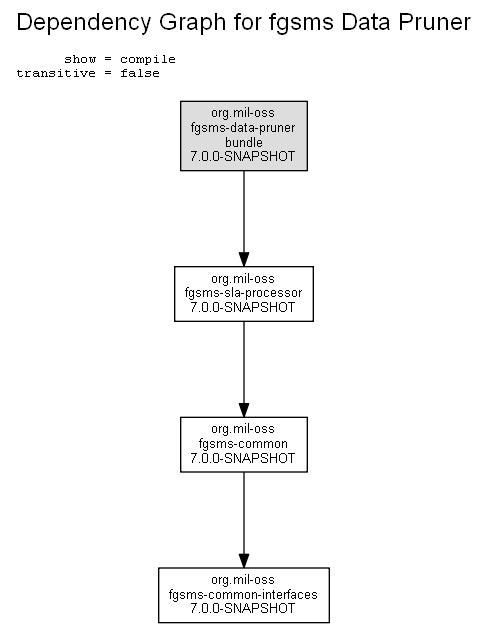 Dependency Graph for fgsms Data Pruner
show = compile
transitive = false
org.mil-oss
fgsms-data-pruner
bundle
7.0.0-SNAPSHOT
org.mil-oss
fgsms-sla-processor
7.0.0-SNAPSHOT
org.mil-oss
fgsms-common
7.0.0-SNAPSHOT
org.mil-oss
fgsms-common-interfaces
7.0.0-SNAPSHOT